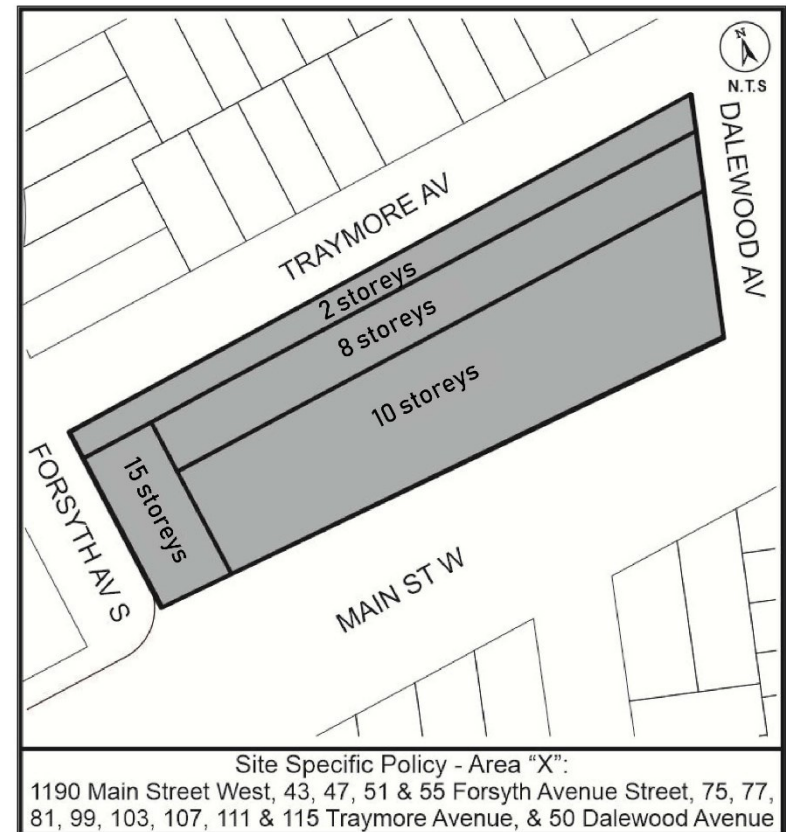 N
N.T.S
DALEWOOD AV
TRAYMORE AV
2 storeys
8 storeys
10 storeys
15 storeys
FORSYTH AV S
MAIN ST W
Site Specific Policy - Area “X”:
1190 Main Street West, 43, 47, 51 & 55 Forsyth Avenue Street, 75, 77,
81, 99, 103, 107, 111 & 115 Traymore Avenue, & 50 Dalewood Avenue